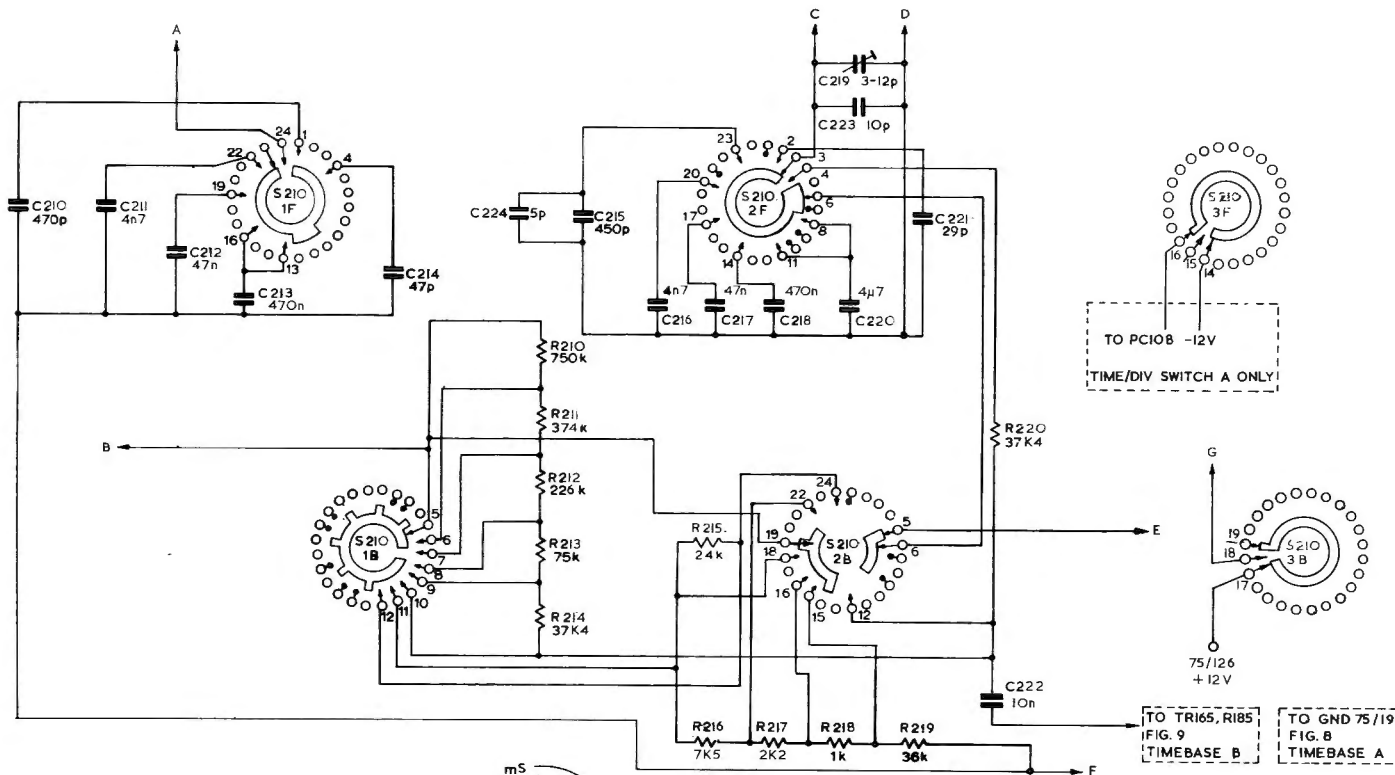 A
C
D
C219 3-12p
C223 10p
24
1
22
4
19
16
13
S210
1F
C210
470p
C211
4n7
C212
47n
C213
470n
C214
47p
23
2
3
4
20
6
17
8
14
11
S210
2F
C224
5p
C215
450p
C221
29p
4n7
C216
47n
C217
470n
C218
4µ7
C220
S210
3F
16
15
14
TO PC10B -12V
TIME/DIV SWITCH A ONLY
R210
750k
R211
374k
R212
226k
R213
75k
R214
37K4
R220
37K4
B
S210
1B
5
6
7
8
9
10
11
12
R215
24k
24
22
19
18
16
15
12
5
6
S210
2B
E
G
19
18
17
S210
3B
75/126
+12V
C222
10n
R216
7K5
R217
2K2
R218
1k
R219
36k
TO TR165, R185
FIG. 9
TIMEBASE B
TO GND 75/19
FIG. 8
TIMEBASE A
F
mS